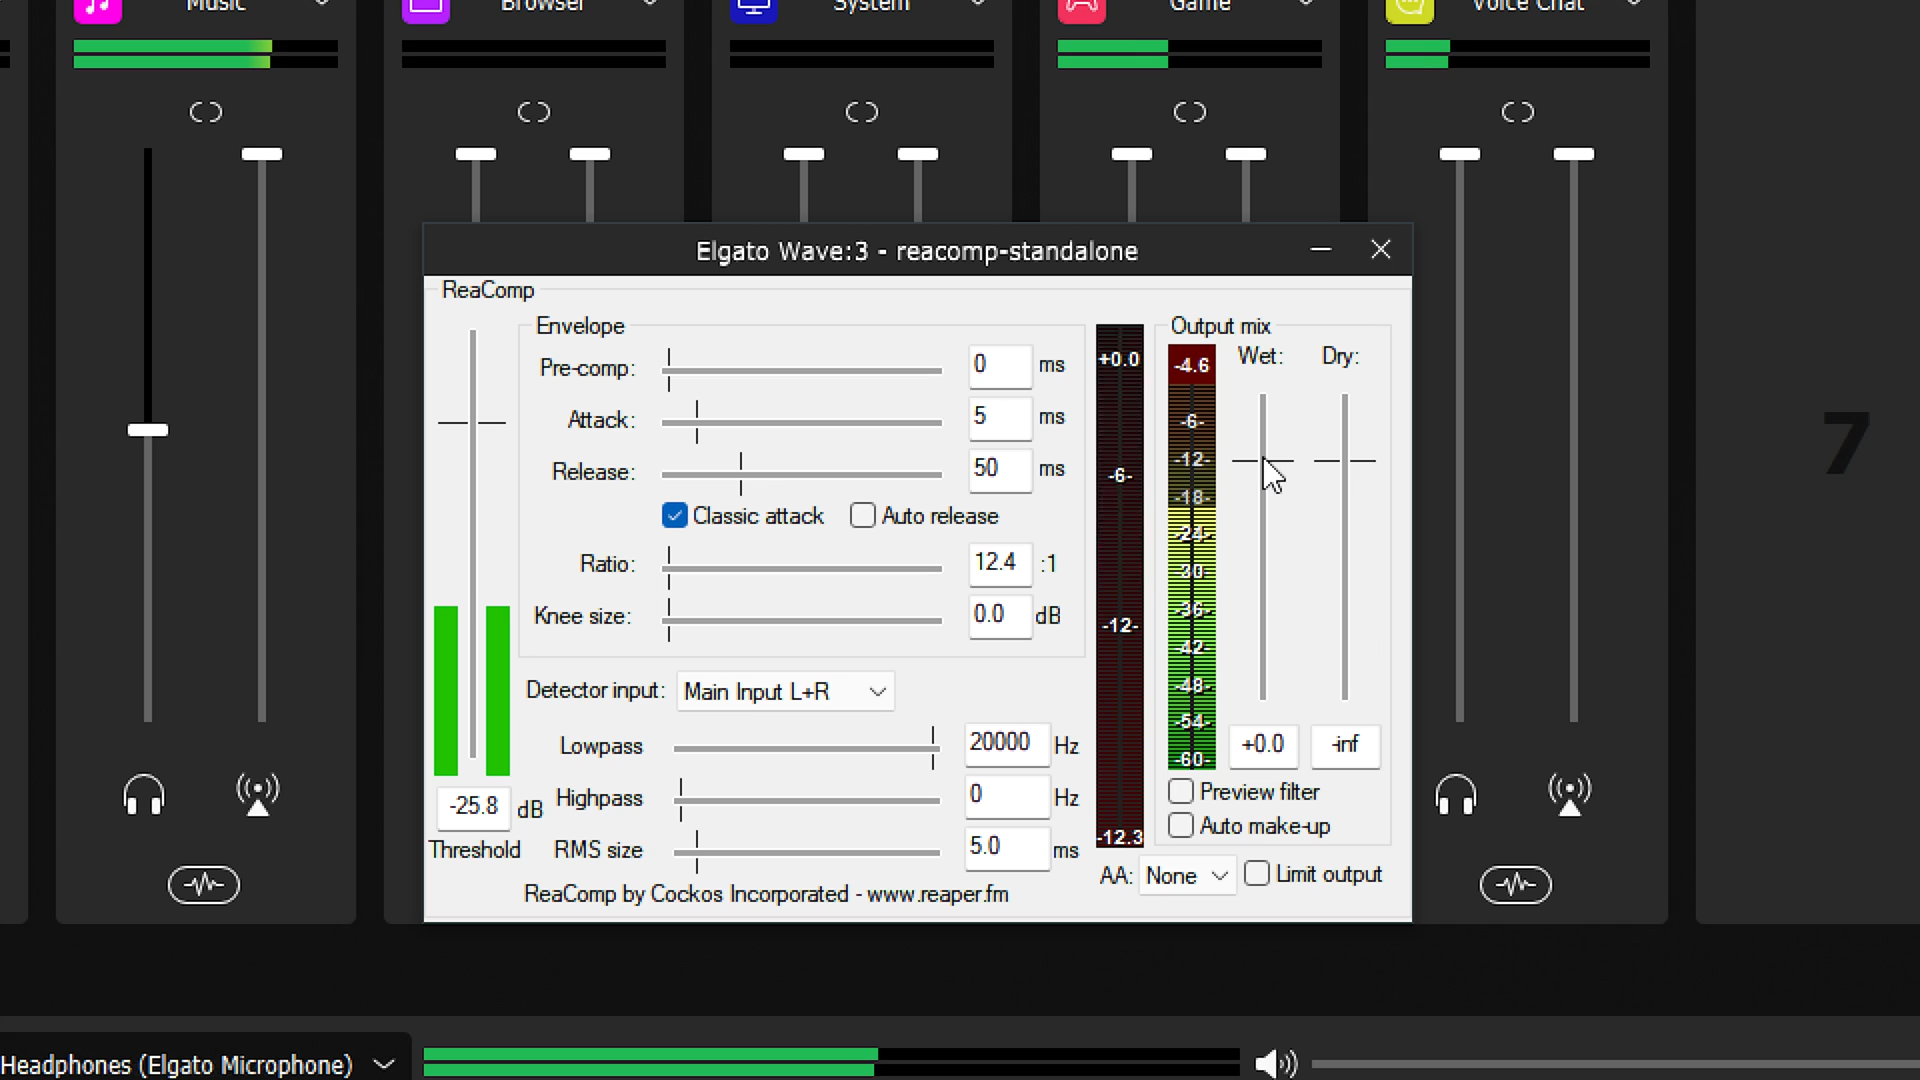 Music
Browser
System
Game
Voice Chat
Elgato Wave:3 - reacomp-standalone
ReaComp
Envelope
Pre-comp: 0 ms
Attack: 5 ms
Release: 50 ms
Classic attack
Auto release
Ratio: 12.4 :1
Knee size: 0.0 dB
Detector input: Main Input L+R
Lowpass 20000 Hz
Highpass 0 Hz
RMS size 5.0 ms
-25.8 dB
Threshold
ReaComp by Cockos Incorporated - www.reaper.fm
+0.0
-6-
-12-
-12.3
Output mix
Wet:
Dry:
-4.6
-6-
-12-
-18-
-24-
-30-
-36-
-42-
-48-
-54-
-60-
+0.0
-inf
Preview filter
Auto make-up
AA: None
Limit output
7
Headphones (Elgato Microphone)